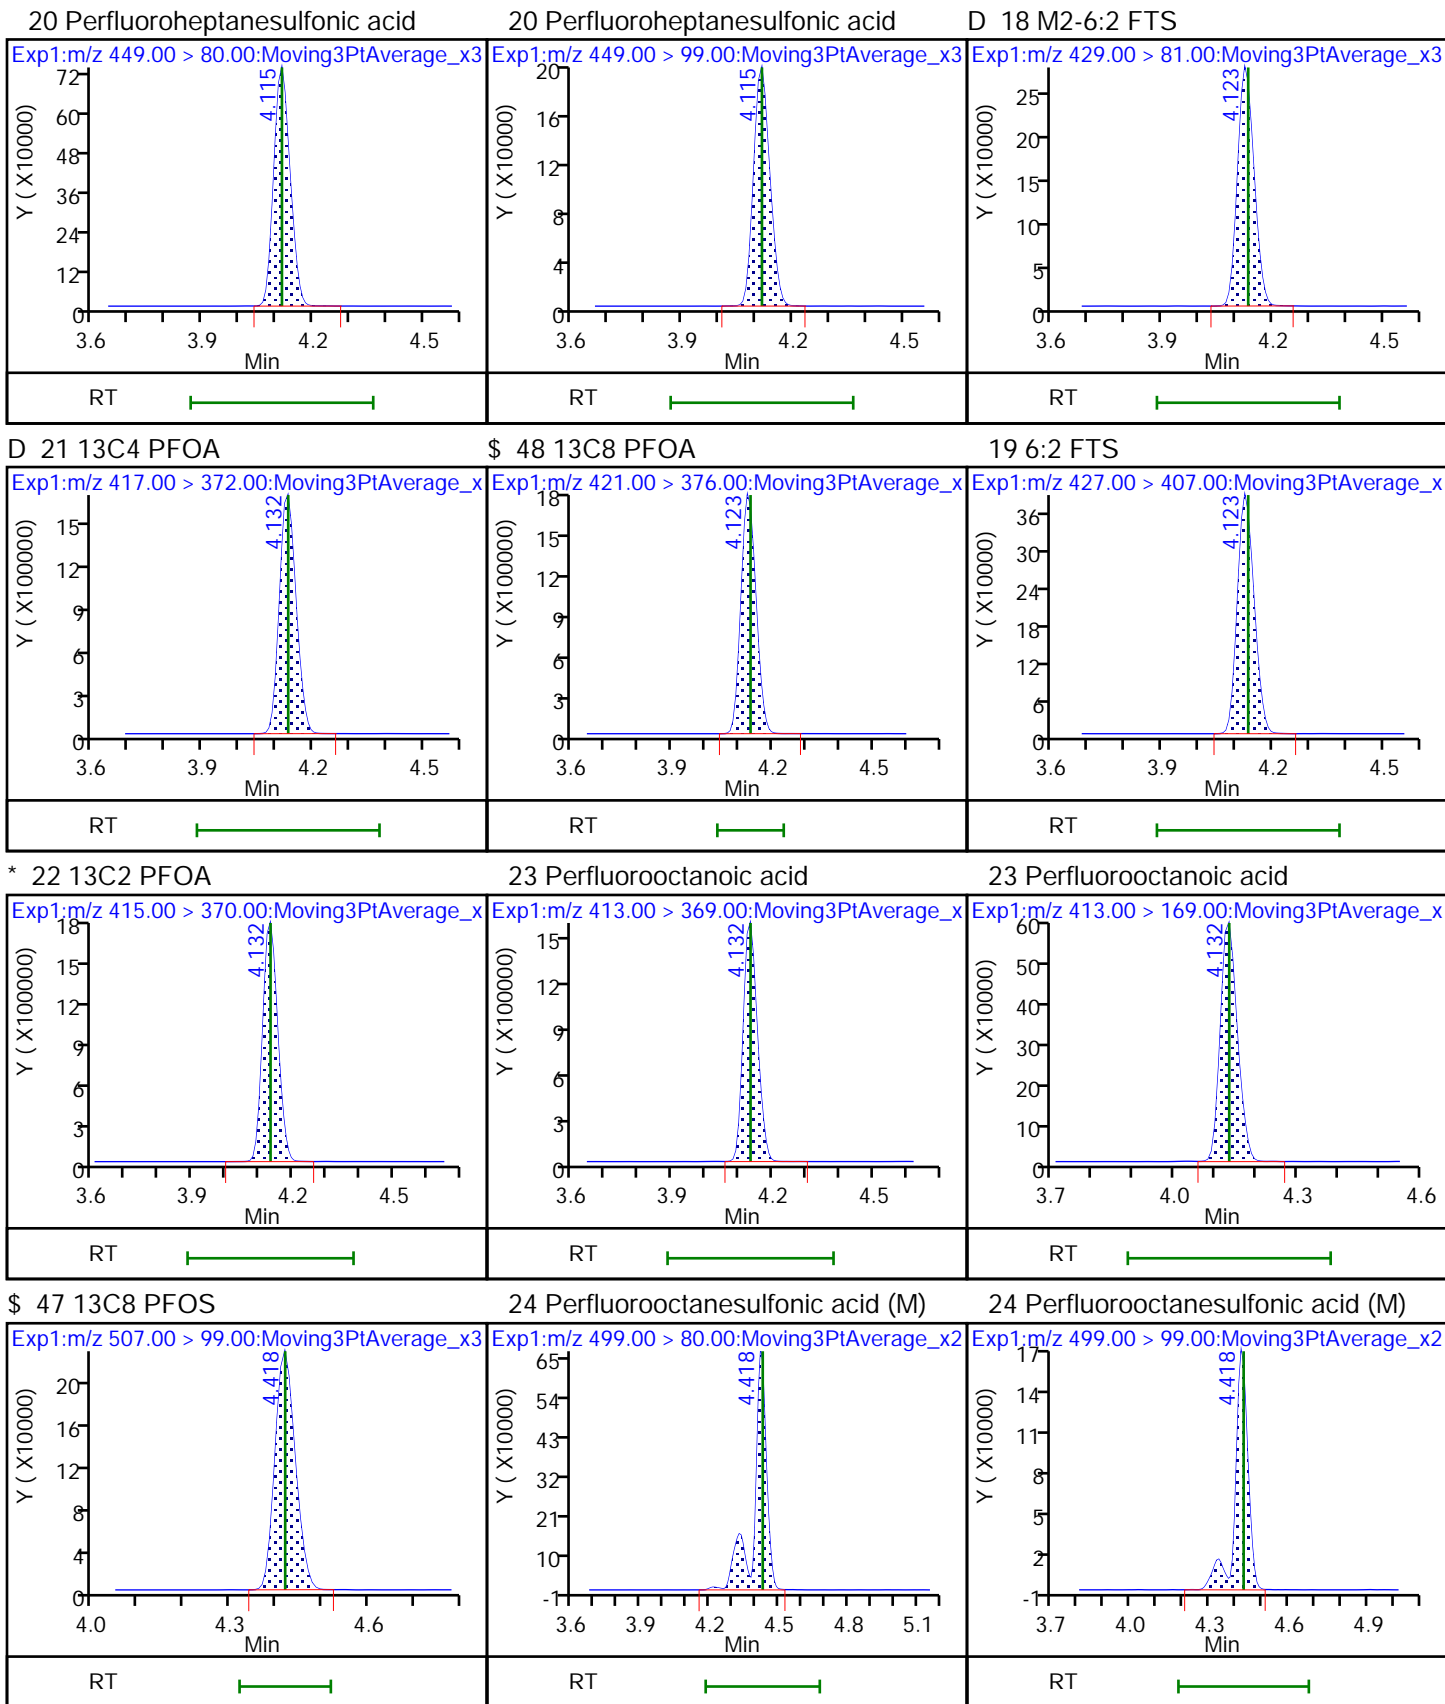 20 Perfluoroheptanesulfonic acid
Exp1:m/z 449.00 > 80.00:Moving3PtAverage_x3
4.115
Y ( X10000)
72
60
48
36
24
12
0
3.6 3.9 4.2 4.5
Min
RT
20 Perfluoroheptanesulfonic acid
Exp1:m/z 449.00 > 99.00:Moving3PtAverage_x3
4.115
Y ( X10000)
20
16
12
8
4
0
3.6 3.9 4.2 4.5
Min
RT
D 18 M2-6:2 FTS
Exp1:m/z 429.00 > 81.00:Moving3PtAverage_x3
4.123
Y ( X10000)
25
20
15
10
5
0
3.6 3.9 4.2 4.5
Min
RT
D 21 13C4 PFOA
Exp1:m/z 417.00 > 372.00:Moving3PtAverage_x
4.132
Y ( X100000)
15
12
9
6
3
0
3.6 3.9 4.2 4.5
Min
RT
$ 48 13C8 PFOA
Exp1:m/z 421.00 > 376.00:Moving3PtAverage_x
4.123
Y ( X100000)
18
15
12
9
6
3
0
3.6 3.9 4.2 4.5
Min
RT
19 6:2 FTS
Exp1:m/z 427.00 > 407.00:Moving3PtAverage_x
4.123
Y ( X10000)
36
30
24
18
12
6
0
3.6 3.9 4.2 4.5
Min
RT
* 22 13C2 PFOA
Exp1:m/z 415.00 > 370.00:Moving3PtAverage_x
4.132
Y ( X100000)
18
15
12
9
6
3
0
3.6 3.9 4.2 4.5
Min
RT
23 Perfluorooctanoic acid
Exp1:m/z 413.00 > 369.00:Moving3PtAverage_x
4.132
Y ( X100000)
15
12
9
6
3
0
3.6 3.9 4.2 4.5
Min
RT
23 Perfluorooctanoic acid
Exp1:m/z 413.00 > 169.00:Moving3PtAverage_x
4.132
Y ( X10000)
60
50
40
30
20
10
0
3.7 4.0 4.3 4.6
Min
RT
$ 47 13C8 PFOS
Exp1:m/z 507.00 > 99.00:Moving3PtAverage_x3
4.418
Y ( X10000)
20
16
12
8
4
0
4.0 4.3 4.6
Min
RT
24 Perfluorooctanesulfonic acid (M)
Exp1:m/z 499.00 > 80.00:Moving3PtAverage_x2
4.418
Y ( X10000)
65
54
43
32
21
10
-1
3.6 3.9 4.2 4.5 4.8 5.1
Min
RT
24 Perfluorooctanesulfonic acid (M)
Exp1:m/z 499.00 > 99.00:Moving3PtAverage_x2
4.418
Y ( X10000)
17
14
11
8
5
2
-1
3.7 4.0 4.3 4.6 4.9
Min
RT